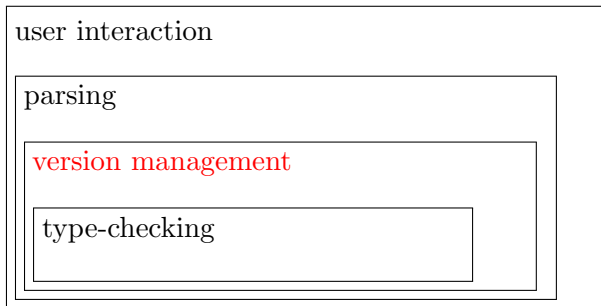 user interaction
parsing
version management
type-checking